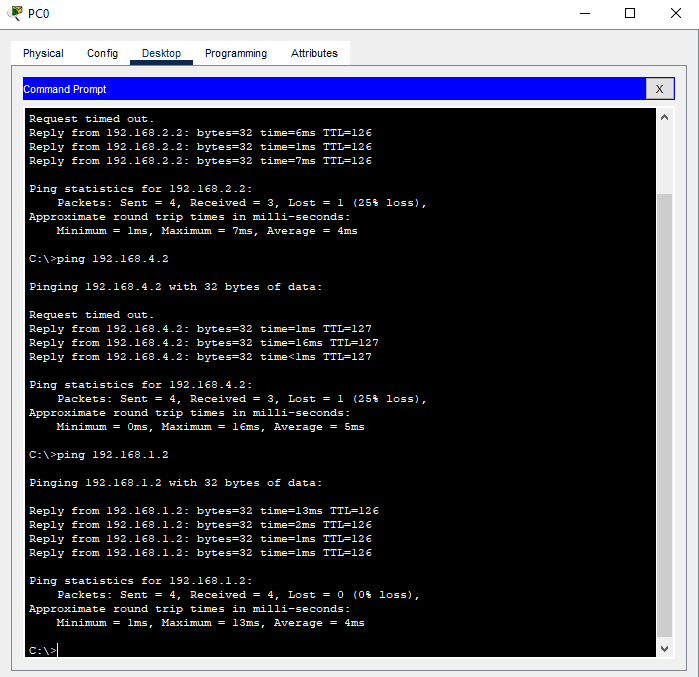 PC0
Physical Config Desktop Programming Attributes
Command Prompt X
Request timed out.
Reply from 192.168.2.2: bytes=32 time=6ms TTL=126
Reply from 192.168.2.2: bytes=32 time=1ms TTL=126
Reply from 192.168.2.2: bytes=32 time=7ms TTL=126
Ping statistics for 192.168.2.2:
Packets: Sent = 4, Received = 3, Lost = 1 (25% loss),
Approximate round trip times in milli-seconds:
Minimum = 1ms, Maximum = 7ms, Average = 4ms
C:\>ping 192.168.4.2
Pinging 192.168.4.2 with 32 bytes of data:
Request timed out.
Reply from 192.168.4.2: bytes=32 time=1ms TTL=127
Reply from 192.168.4.2: bytes=32 time=16ms TTL=127
Reply from 192.168.4.2: bytes=32 time<1ms TTL=127
Ping statistics for 192.168.4.2:
Packets: Sent = 4, Received = 3, Lost = 1 (25% loss),
Approximate round trip times in milli-seconds:
Minimum = 0ms, Maximum = 16ms, Average = 5ms
C:\>ping 192.168.1.2
Pinging 192.168.1.2 with 32 bytes of data:
Reply from 192.168.1.2: bytes=32 time=13ms TTL=126
Reply from 192.168.1.2: bytes=32 time=2ms TTL=126
Reply from 192.168.1.2: bytes=32 time=1ms TTL=126
Reply from 192.168.1.2: bytes=32 time=1ms TTL=126
Ping statistics for 192.168.1.2:
Packets: Sent = 4, Received = 4, Lost = 0 (0% loss),
Approximate round trip times in milli-seconds:
Minimum = 1ms, Maximum = 13ms, Average = 4ms
C:\>